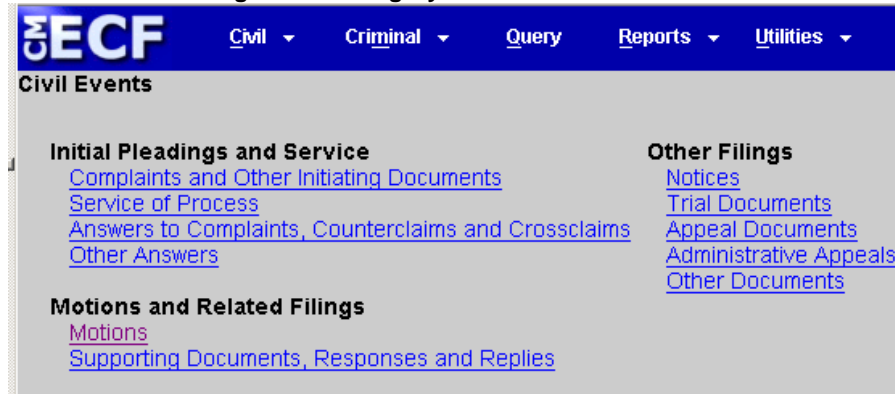 CM ECF Civil Criminal Query Reports Utilities
Civil Events
Initial Pleadings and Service
Complaints and Other Initiating Documents
Service of Process
Answers to Complaints, Counterclaims and Crossclaims
Other Answers
Motions and Related Filings
Motions
Supporting Documents, Responses and Replies
Other Filings
Notices
Trial Documents
Appeal Documents
Administrative Appeals
Other Documents